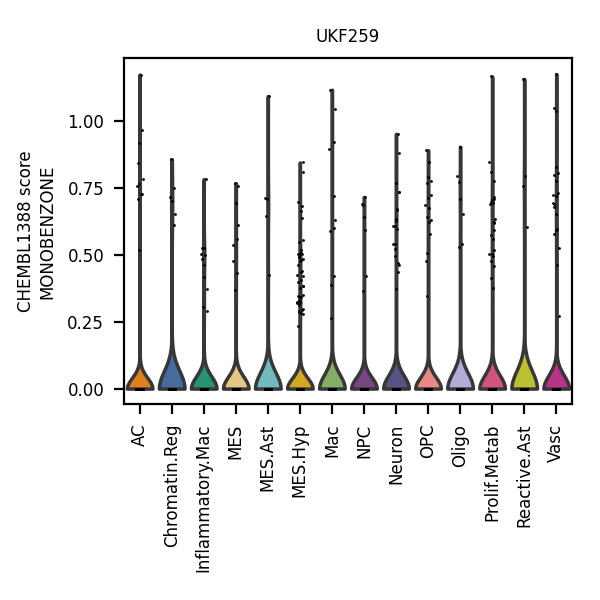 UKF259
CHEMBL1388 score
MONOBENZONE
1.00
0.75
0.50
0.25
0.00
AC
Chromatin.Reg
Inflammatory.Mac
MES
MES.Ast
MES.Hyp
Mac
NPC
Neuron
OPC
Oligo
Prolif.Metab
Reactive.Ast
Vasc